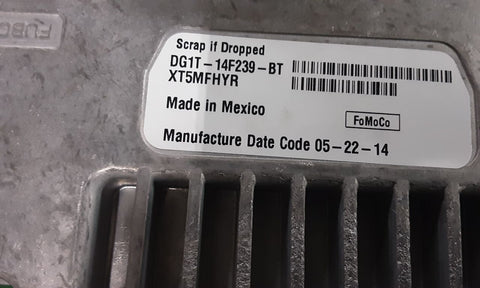 Scrap if Dropped
DG1T-14F239-BT
XT5MFHYR
Made in Mexico
FoMoCo
Manufacture Date Code 05-22-14